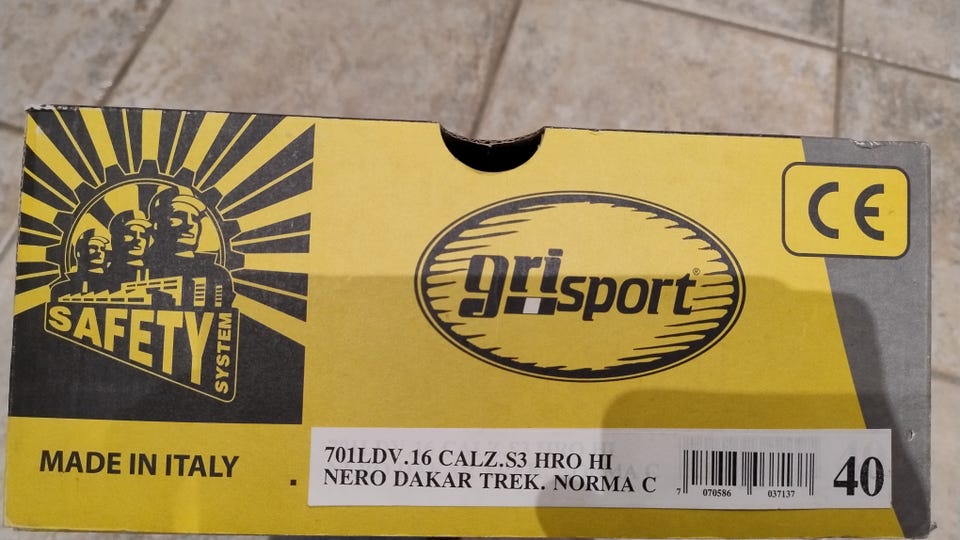 SAFETY
SYSTEM
MADE IN ITALY
grisport®
CE
701LDV.16 CALZ.S3 HRO HI
NERO DAKAR TREK. NORMA C
7 070586 037137
40